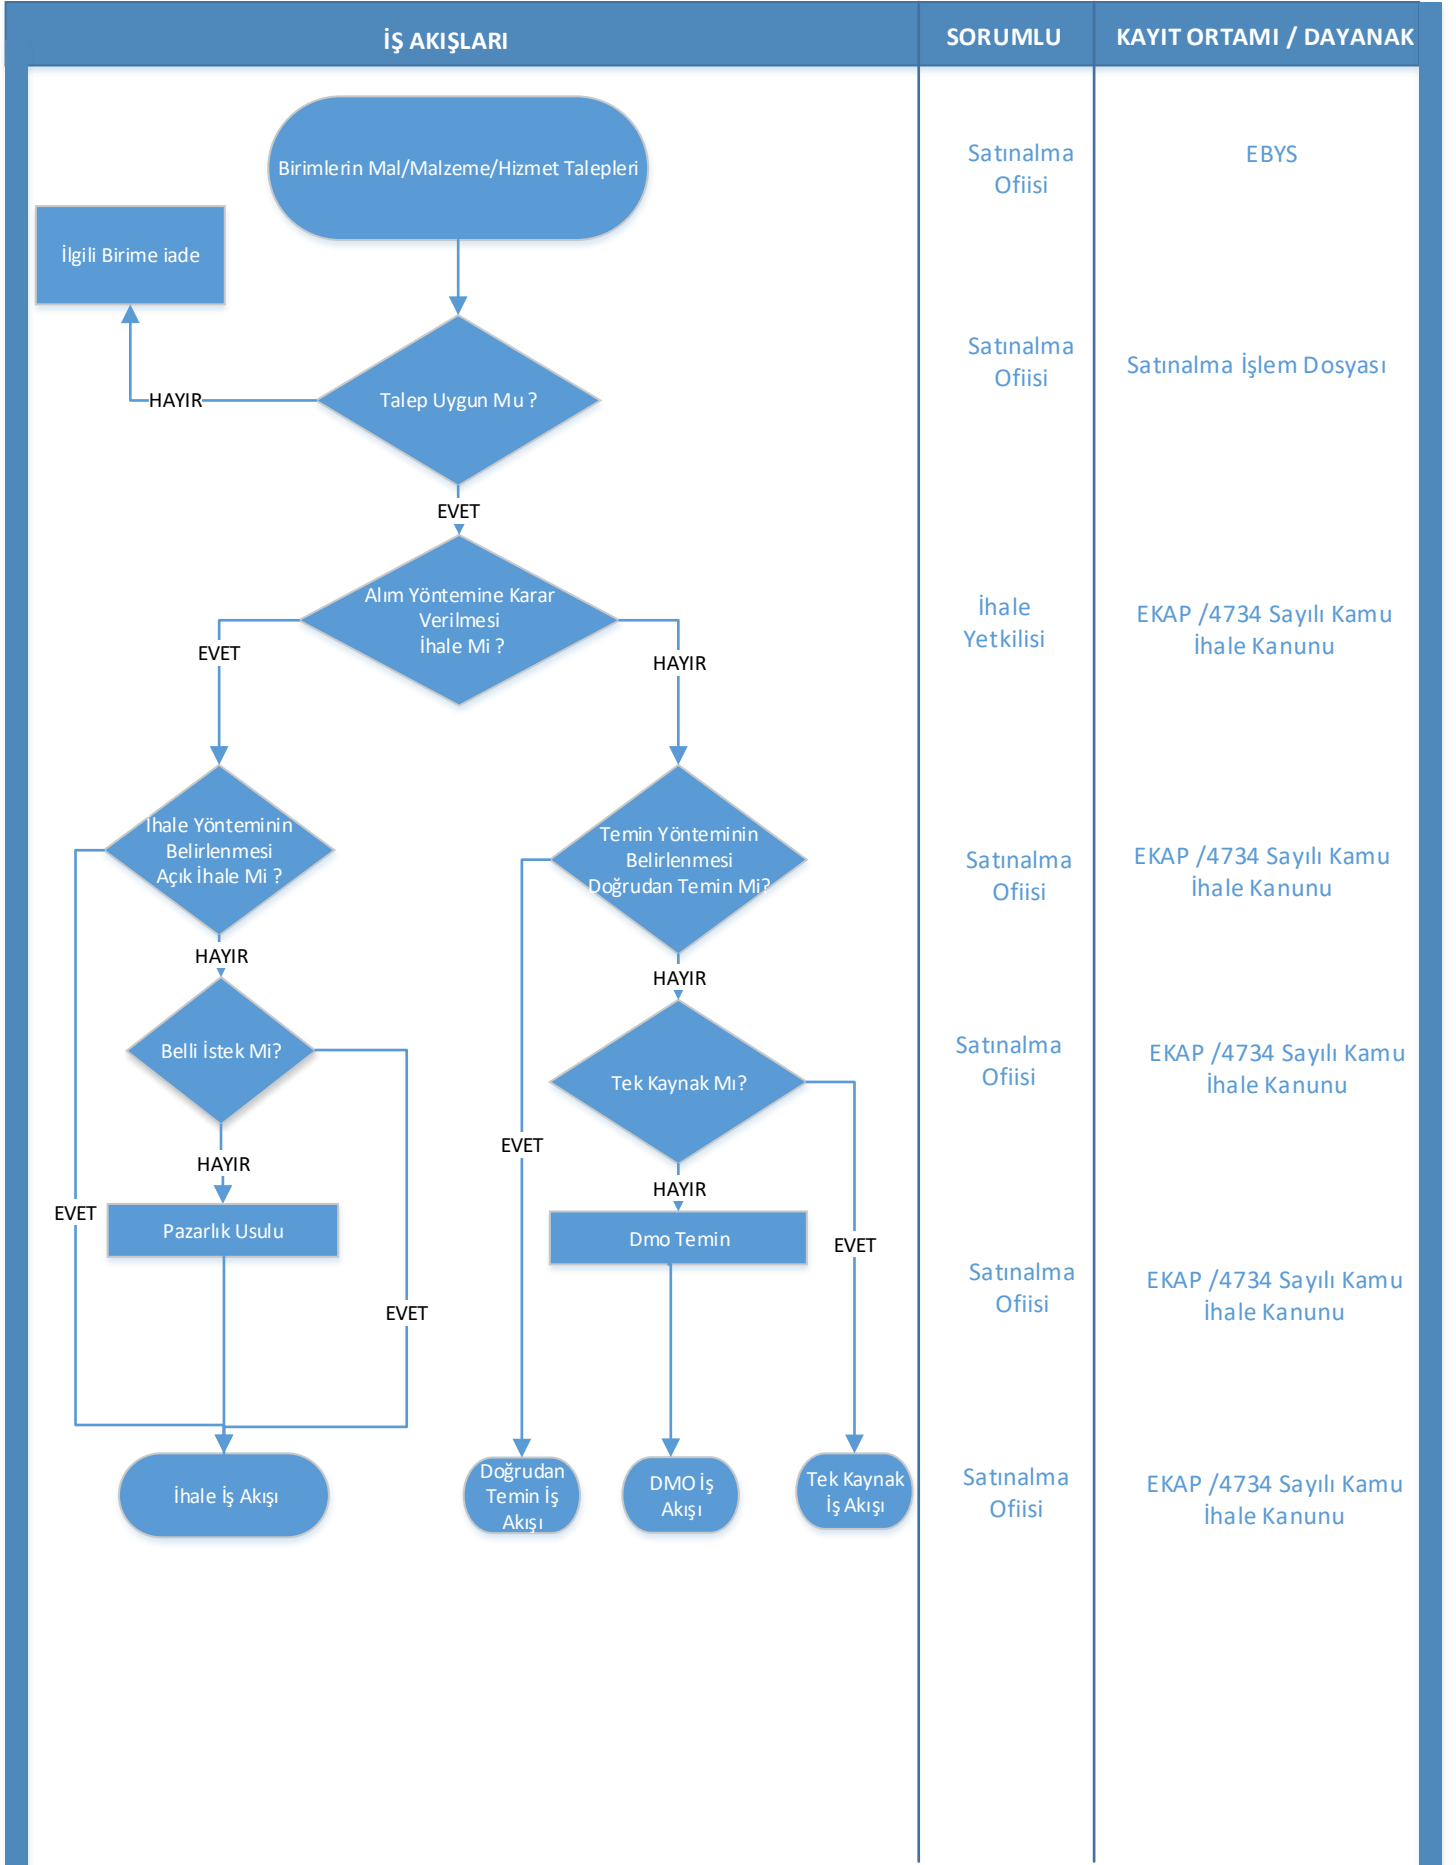 İŞ AKIŞLARI
SORUMLU
KAYIT ORTAMI / DAYANAK
Birimlerin Mal/Malzeme/Hizmet Talepleri
Satınalma
Ofiisi
EBYS
İlgili Birime iade
Talep Uygun Mu ?
HAYIR
EVET
Satınalma
Ofiisi
Satınalma İşlem Dosyası
Alım Yöntemine Karar
Verilmesi
İhale Mi ?
EVET
HAYIR
İhale
Yetkilisi
EKAP /4734 Sayılı Kamu
İhale Kanunu
İhale Yönteminin
Belirlenmesi
Açık İhale Mi ?
HAYIR
Temin Yönteminin
Belirlenmesi
Doğrudan Temin Mi?
HAYIR
Satınalma
Ofiisi
EKAP /4734 Sayılı Kamu
İhale Kanunu
Belli İstek Mi?
HAYIR
Tek Kaynak Mı?
EVET
HAYIR
Satınalma
Ofiisi
EKAP /4734 Sayılı Kamu
İhale Kanunu
EVET
Pazarlık Usulu
EVET
Dmo Temin
EVET
Satınalma
Ofiisi
EKAP /4734 Sayılı Kamu
İhale Kanunu
İhale İş Akışı
Doğrudan
Temin İş
Akışı
DMO İş
Akışı
Tek Kaynak
İş Akışı
Satınalma
Ofiisi
EKAP /4734 Sayılı Kamu
İhale Kanunu